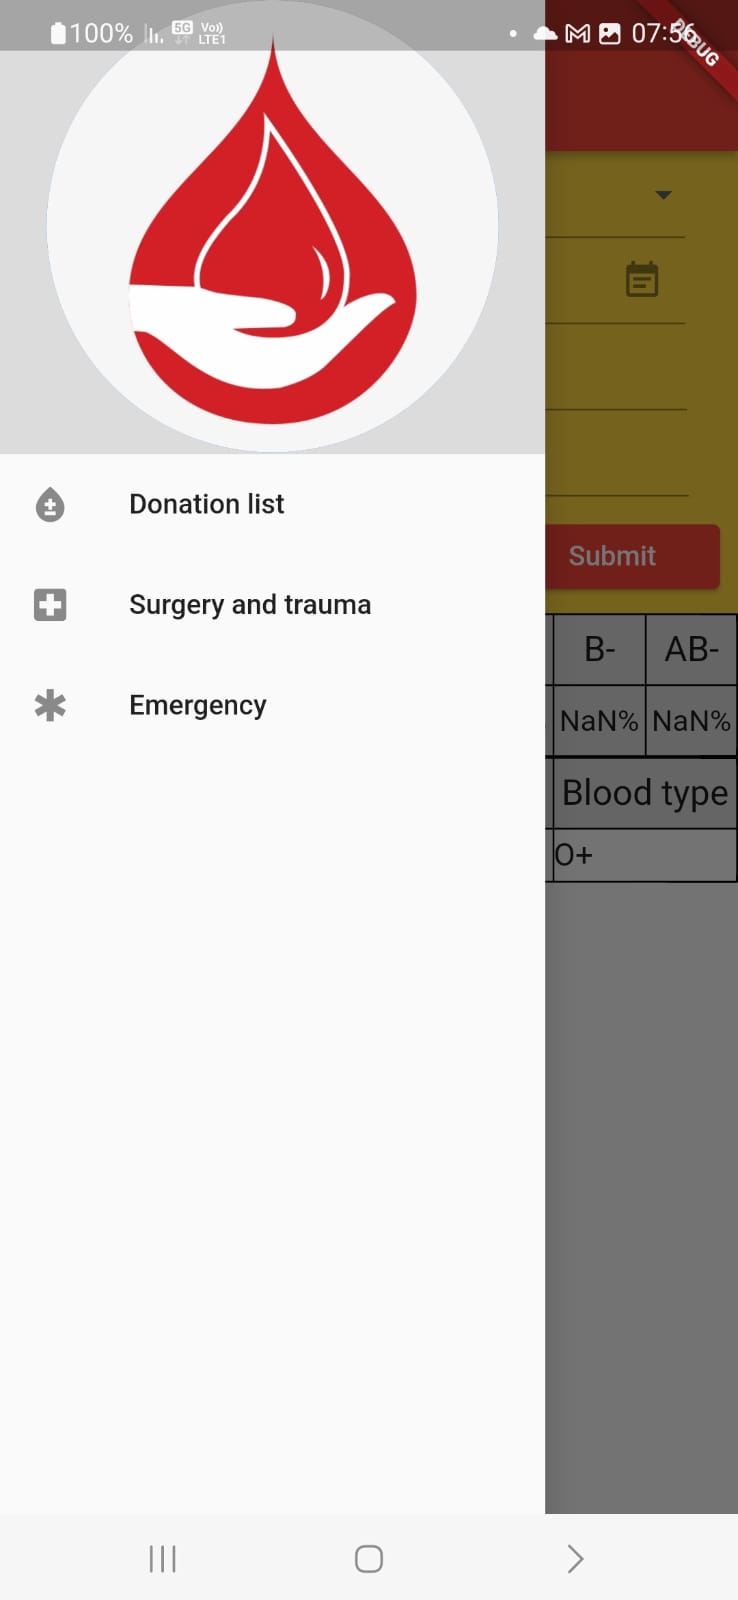 100% 5G Vo) LTE1 07:56
DEBUG
Donation list
Surgery and trauma
Emergency
Submit
B- AB-
NaN% NaN%
Blood type
O+